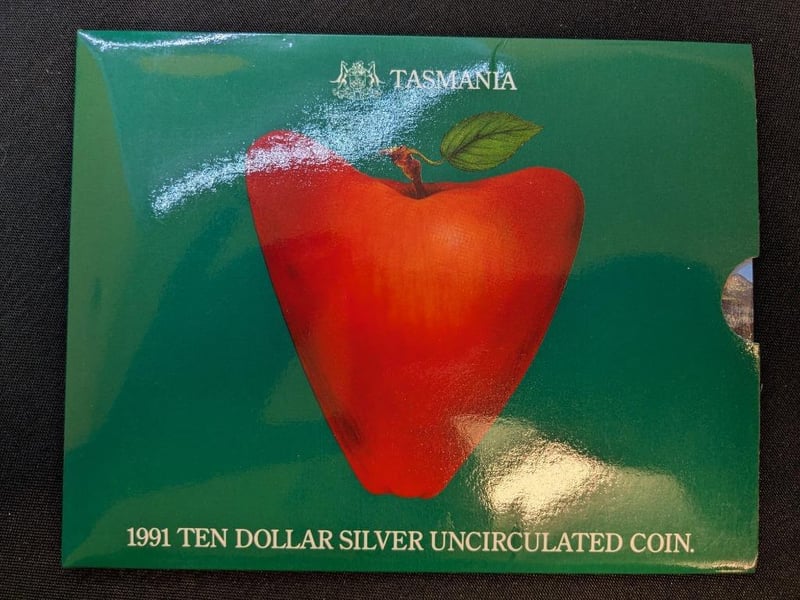 TASMANIA
1991 TEN DOLLAR SILVER UNCIRCULATED COIN.